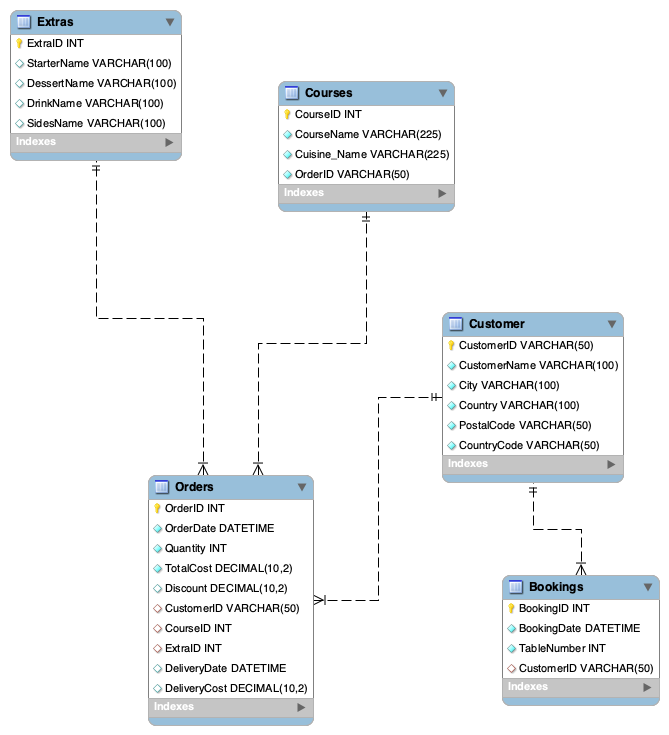 Extras
ExtraID INT
StarterName VARCHAR(100)
DessertName VARCHAR(100)
DrinkName VARCHAR(100)
SidesName VARCHAR(100)
Indexes
Courses
CourseID INT
CourseName VARCHAR(225)
Cuisine_Name VARCHAR(225)
OrderID VARCHAR(50)
Indexes
Customer
CustomerID VARCHAR(50)
CustomerName VARCHAR(100)
City VARCHAR(100)
Country VARCHAR(100)
PostalCode VARCHAR(50)
CountryCode VARCHAR(50)
Indexes
Orders
OrderID INT
OrderDate DATETIME
Quantity INT
TotalCost DECIMAL(10,2)
Discount DECIMAL(10,2)
CustomerID VARCHAR(50)
CourseID INT
ExtraID INT
DeliveryDate DATETIME
DeliveryCost DECIMAL(10,2)
Indexes
Bookings
BookingID INT
BookingDate DATETIME
TableNumber INT
CustomerID VARCHAR(50)
Indexes